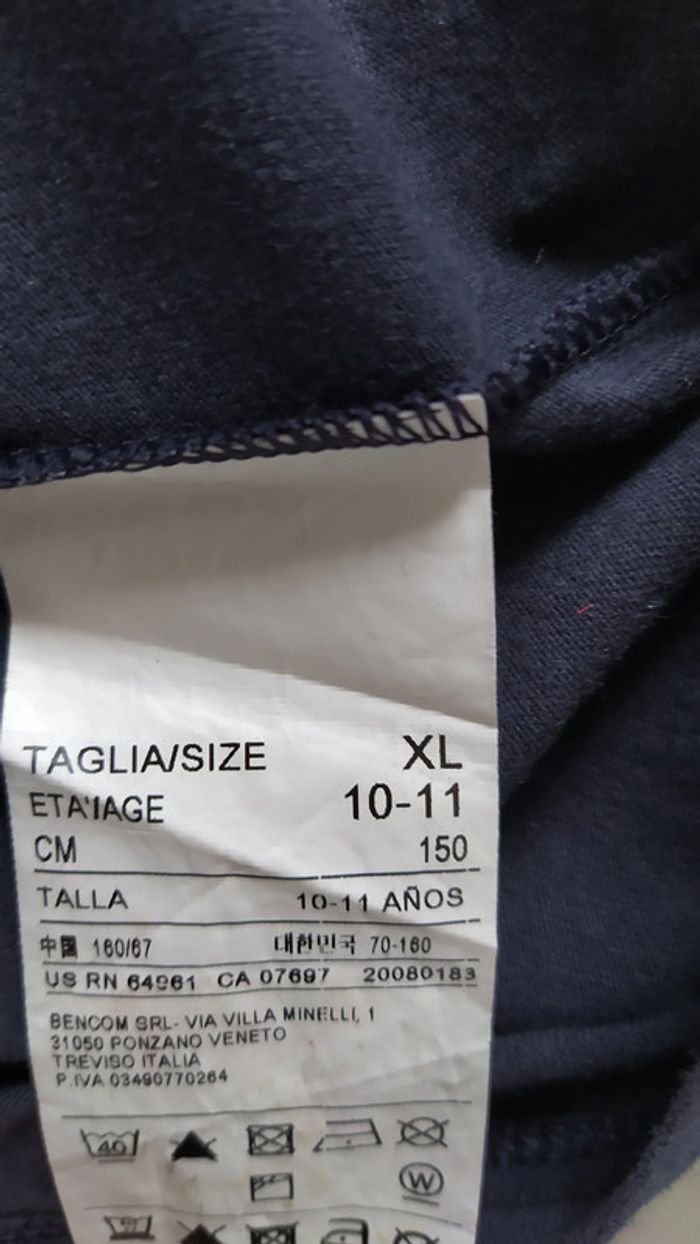 TAGLIA/SIZE XL
ETA'/AGE 10-11
CM 150
TALLA 10-11 AÑOS
中国 160/67 대한민국 70-160
US RN 64961 CA 07697 20080183
BENCOM SRL- VIA VILLA MINELLI, 1
31050 PONZANO VENETO
TREVISO ITALIA
P.IVA 03490770264
40
W